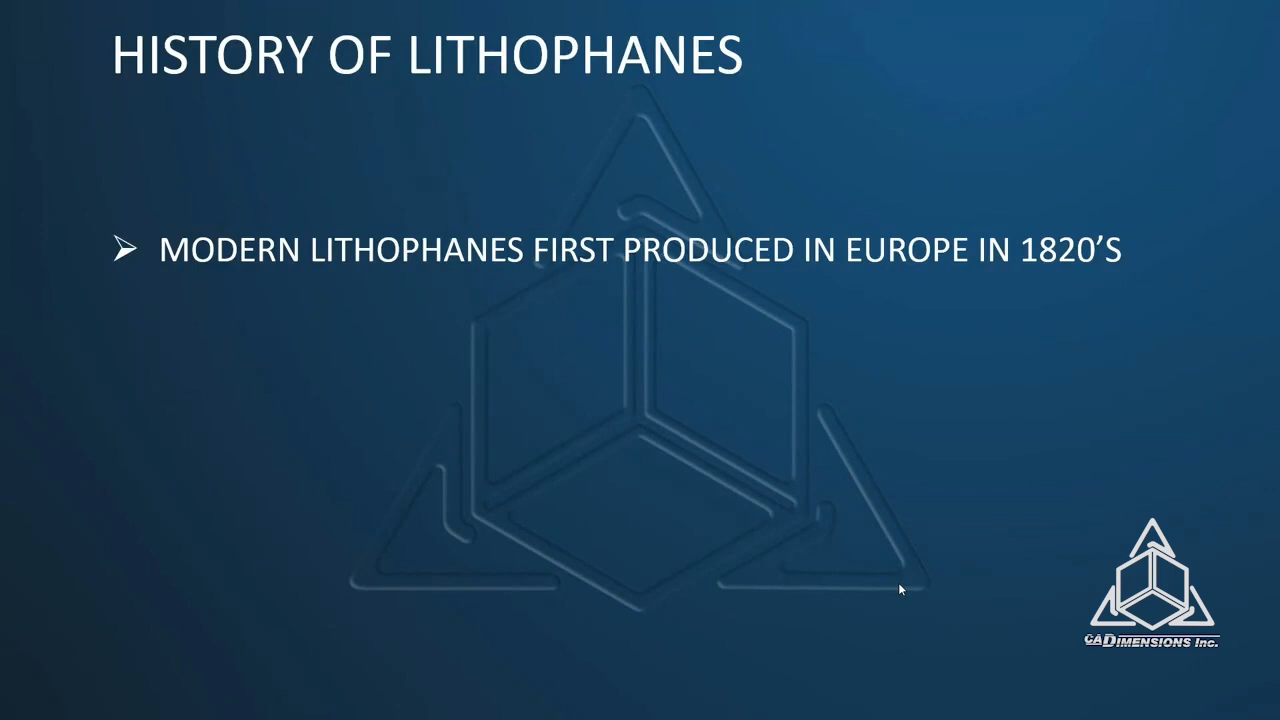 HISTORY OF LITHOPHANES
MODERN LITHOPHANES FIRST PRODUCED IN EUROPE IN 1820’S
CADIMENSIONS Inc.